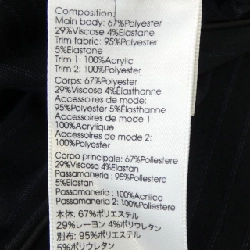 Composition:
Main body: 67%Polyester
29%Viscose 4%Elastane
Trim fabric: 95%Polyester
5%Elastane
Trim 1: 100%Acrylic
Trim 2: 100%Polyester
Corps: 67%Polyester
29%Viscose 4%Élasthanne
Accessoires de mode:
95%Polyester 5%Élasthanne
Accessoires de mode 1
100%Acrylique
Accessoires de mode 2:
100%Polyester
Corpo principale: 67%Poliestere
29%Viscosa 4%Elastan
Passamaneria: 95%Poliestere
5%Elastan
Passamaneria 1: 100%Acrilico
Passamaneria 2: 100%Poliestere
本体: 67%ポリエステル
29%レーヨン 4%ポリウレタン
別布: 95%ポリエステル
5%ポリウレタン